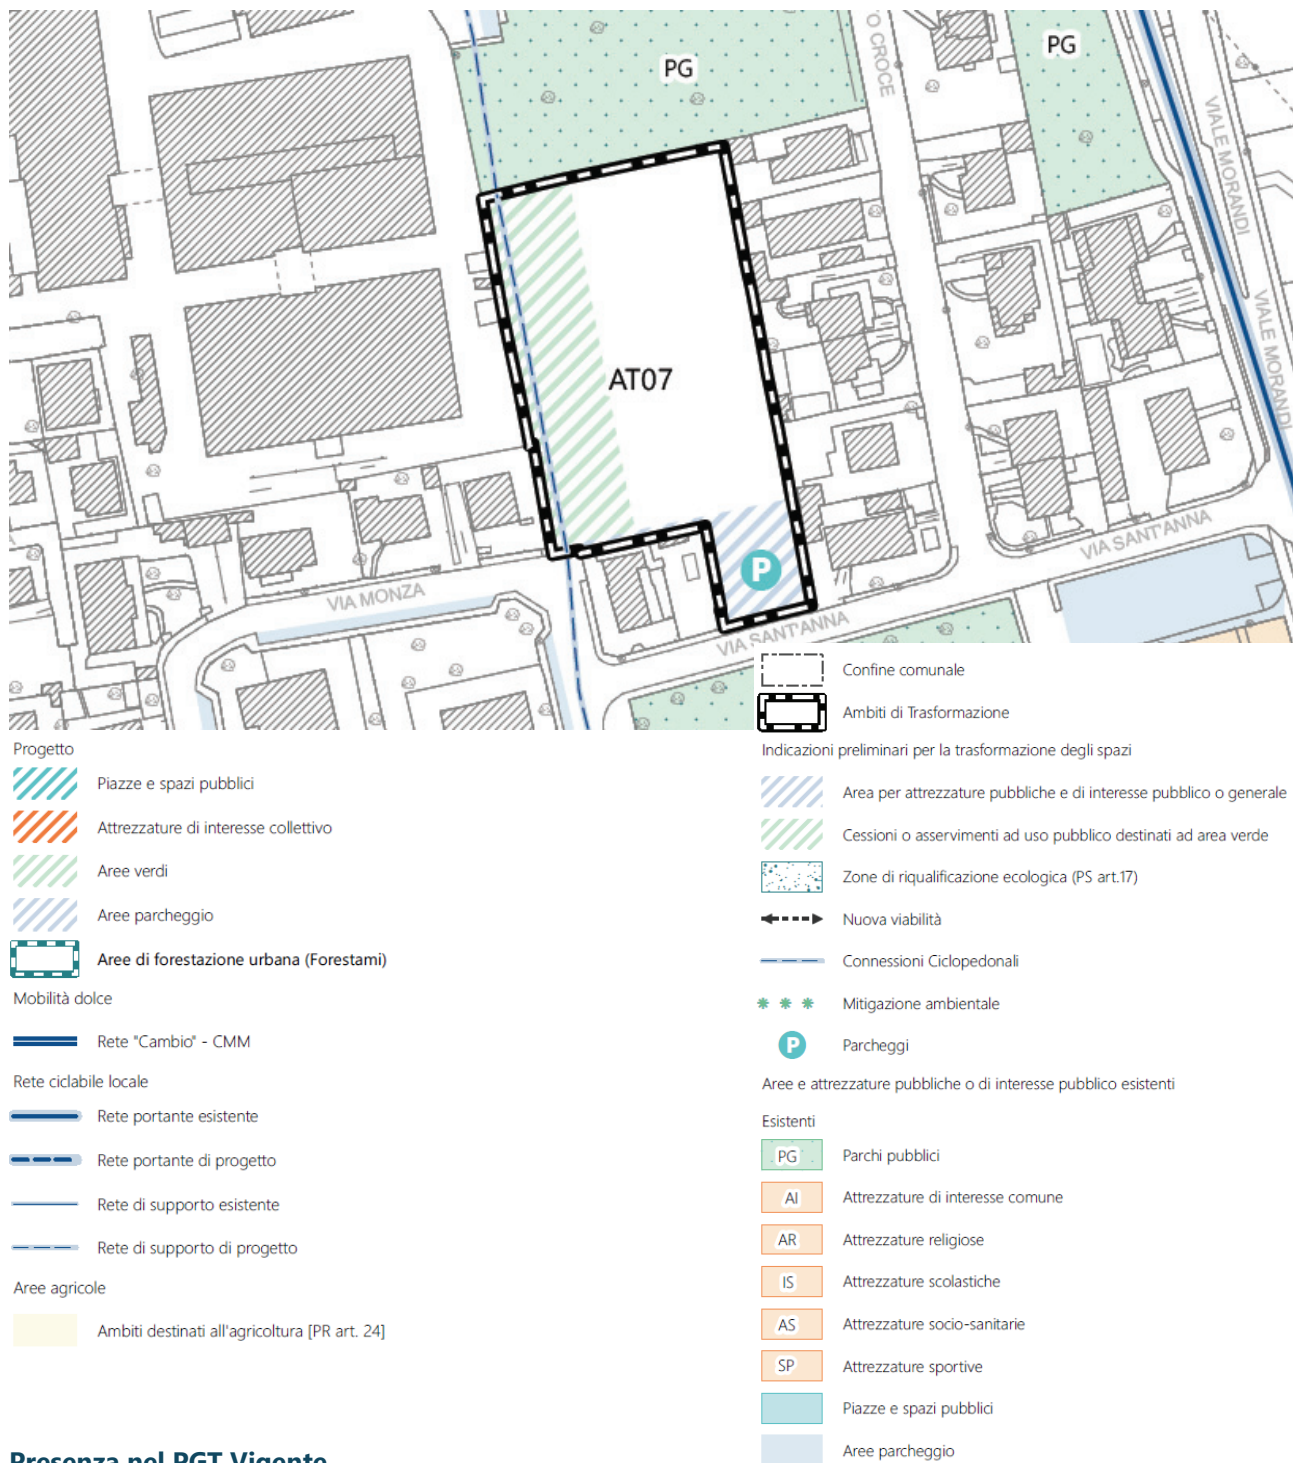 PG
PG
TO CROCE
VIALE MORANDI
VIALE MORANDI
AT07
P
VIA SANT'ANNA
VIA MONZA
VIA SANT'ANNA
Confine comunale
Ambiti di Trasformazione
Progetto
Piazze e spazi pubblici
Attrezzature di interesse collettivo
Aree verdi
Aree parcheggio
Aree di forestazione urbana (Forestami)
Mobilità dolce
Rete "Cambio" - CMM
Rete ciclabile locale
Rete portante esistente
Rete portante di progetto
Rete di supporto esistente
Rete di supporto di progetto
Aree agricole
Ambiti destinati all'agricoltura [PR art. 24]
Indicazioni preliminari per la trasformazione degli spazi
Area per attrezzature pubbliche e di interesse pubblico o generale
Cessioni o asservimenti ad uso pubblico destinati ad area verde
Zone di riqualificazione ecologica (PS art.17)
Nuova viabilità
Connessioni Ciclopedonali
Mitigazione ambientale
P Parcheggi
Aree e attrezzature pubbliche o di interesse pubblico esistenti
Esistenti
PG Parchi pubblici
AI Attrezzature di interesse comune
AR Attrezzature religiose
IS Attrezzature scolastiche
AS Attrezzature socio-sanitarie
SP Attrezzature sportive
Piazze e spazi pubblici
Aree parcheggio
Presenza nel PGT Vigente